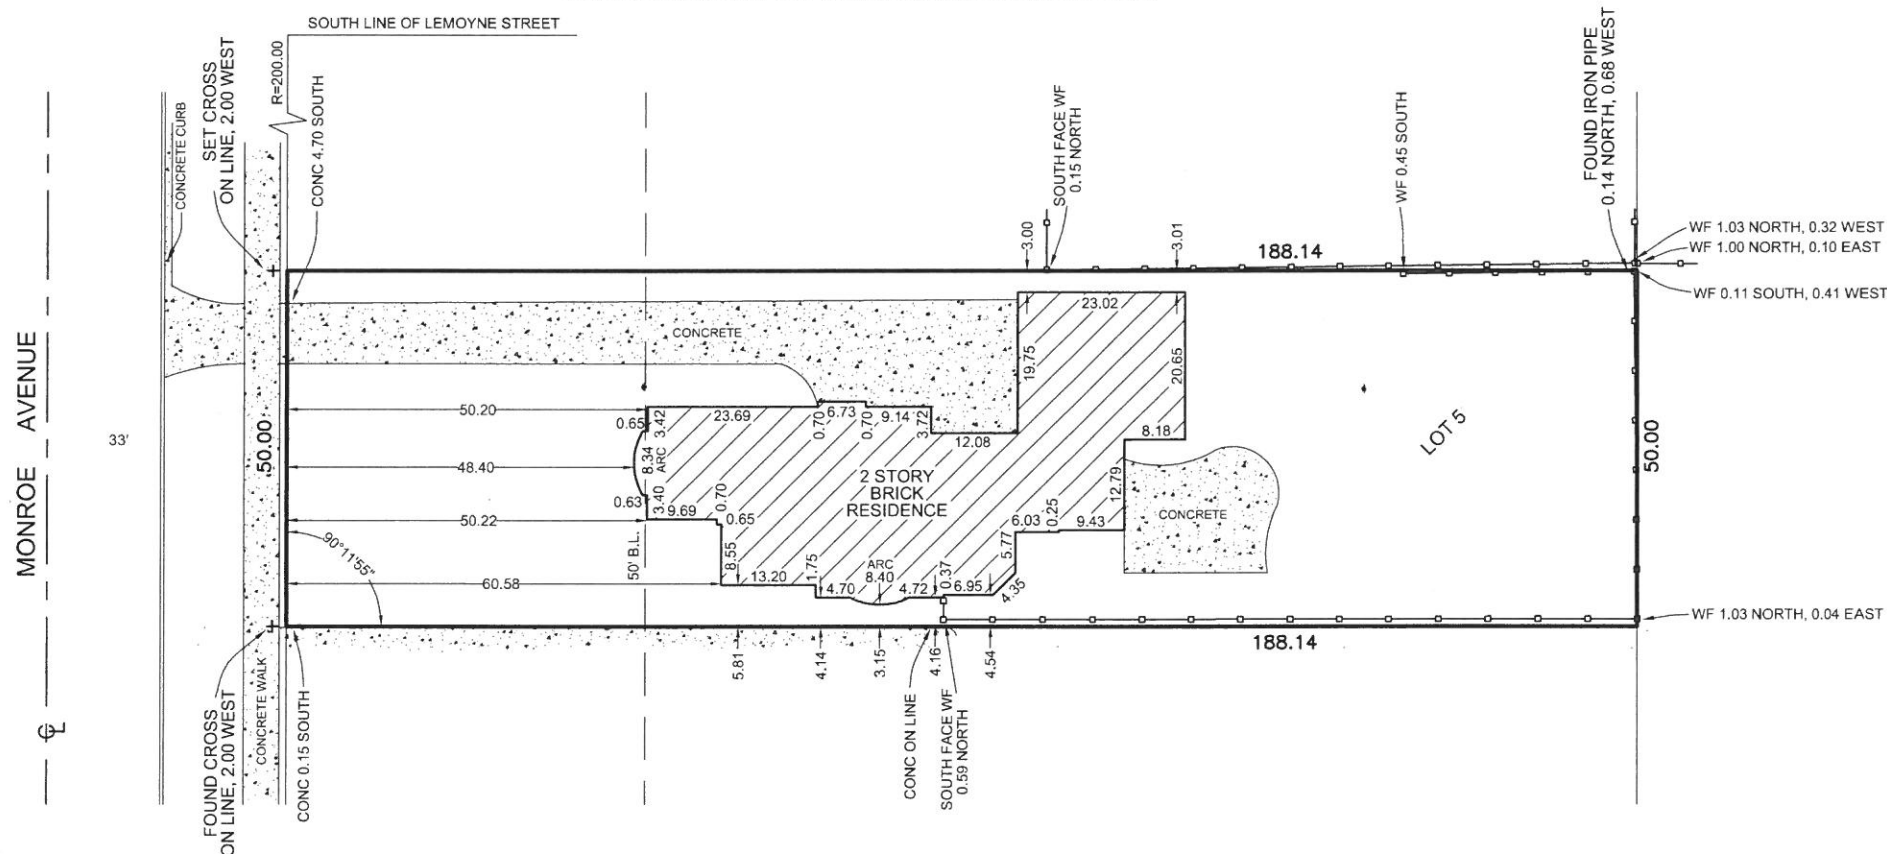 SOUTH LINE OF LEMOYNE STREET
R=200.00
CONCRETE CURB
SET CROSS
ON LINE, 2.00 WEST
CONC 4.70 SOUTH
SOUTH FACE WF
0.15 NORTH
WF 0.45 SOUTH
FOUND IRON PIPE
0.14 NORTH, 0.68 WEST
WF 1.03 NORTH, 0.32 WEST
WF 1.00 NORTH, 0.10 EAST
WF 0.11 SOUTH, 0.41 WEST
3.00
3.01
188.14
MONROE AVENUE
33'
CONCRETE
23.02
19.75
20.65
50.00
50.20
0.65
3.42
23.69
0.70
6.73
0.70
9.14
3.72
12.08
8.18
LOT 5
50.00
48.40
8.34
ARC
2 STORY
BRICK
RESIDENCE
12.79
CONCRETE
0.63
3.40
9.69
0.70
0.65
50.22
6.03
0.25
9.43
90°11'55"
50' B.L.
8.55
5.77
60.58
13.20
1.75
ARC
8.40
4.70
4.72
0.37
6.95
4.35
WF 1.03 NORTH, 0.04 EAST
188.14
5.81
4.14
3.15
4.16
4.54
CONC ON LINE
SOUTH FACE WF
0.59 NORTH
CONCRETE WALK
CONC 0.15 SOUTH
FOUND CROSS
ON LINE, 2.00 WEST
CL